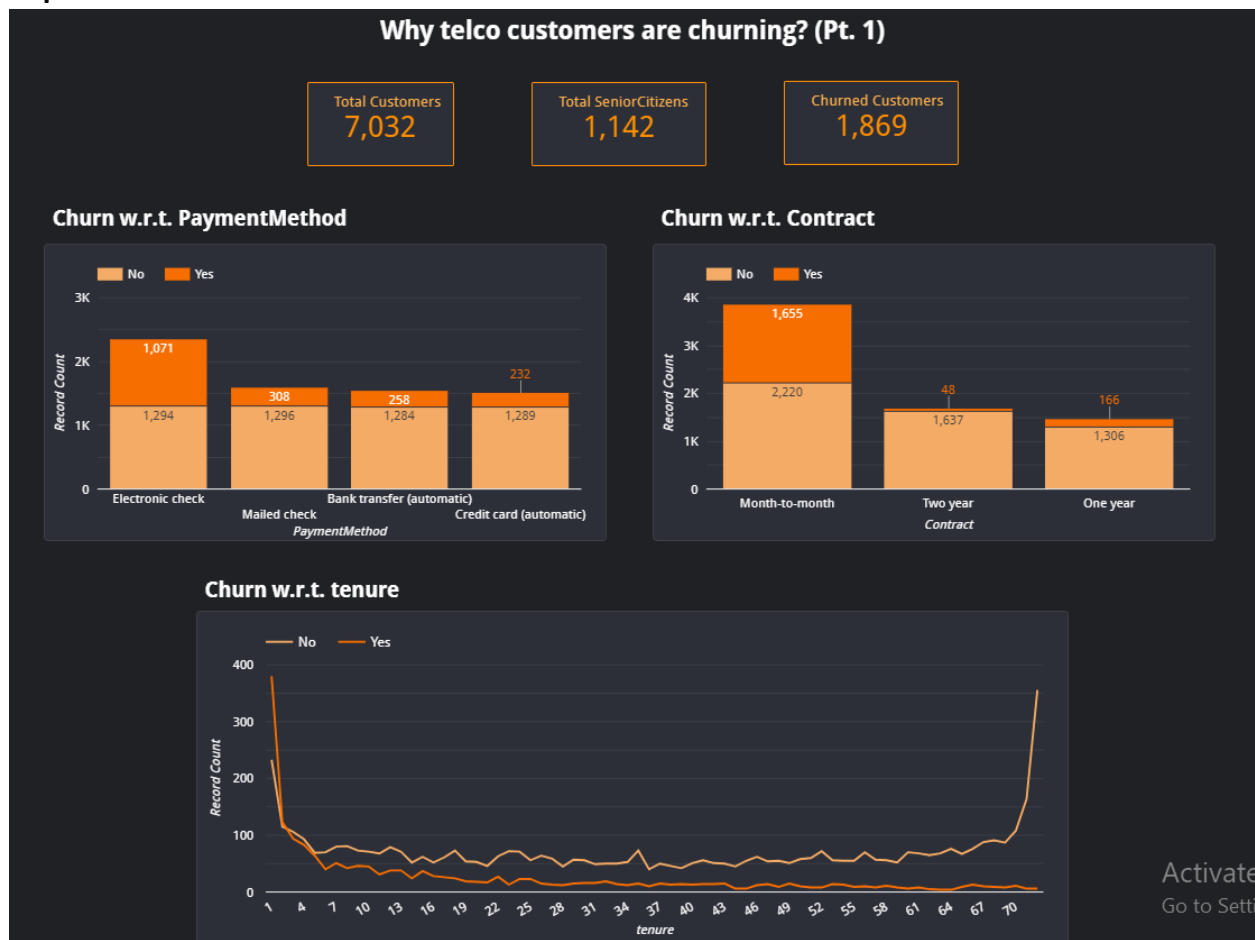 Why telco customers are churning? (Pt. 1)
Total Customers
7,032
Total SeniorCitizens
1,142
Churned Customers
1,869
Churn w.r.t. PaymentMethod
No Yes
3K
2K
1K
0
Record Count
1,071
308
258
232
1,294
1,296
1,284
1,289
Electronic check
Mailed check
Bank transfer (automatic)
Credit card (automatic)
PaymentMethod
Churn w.r.t. Contract
No Yes
4K
3K
2K
1K
0
Record Count
1,655
2,220
48
1,637
166
1,306
Month-to-month
Two year
One year
Contract
Churn w.r.t. tenure
No Yes
400
300
200
100
0
Record Count
1 4 7 10 13 16 19 22 25 28 31 34 37 40 43 46 49 52 55 58 61 64 67 70
tenure
Activate
Go to Setti